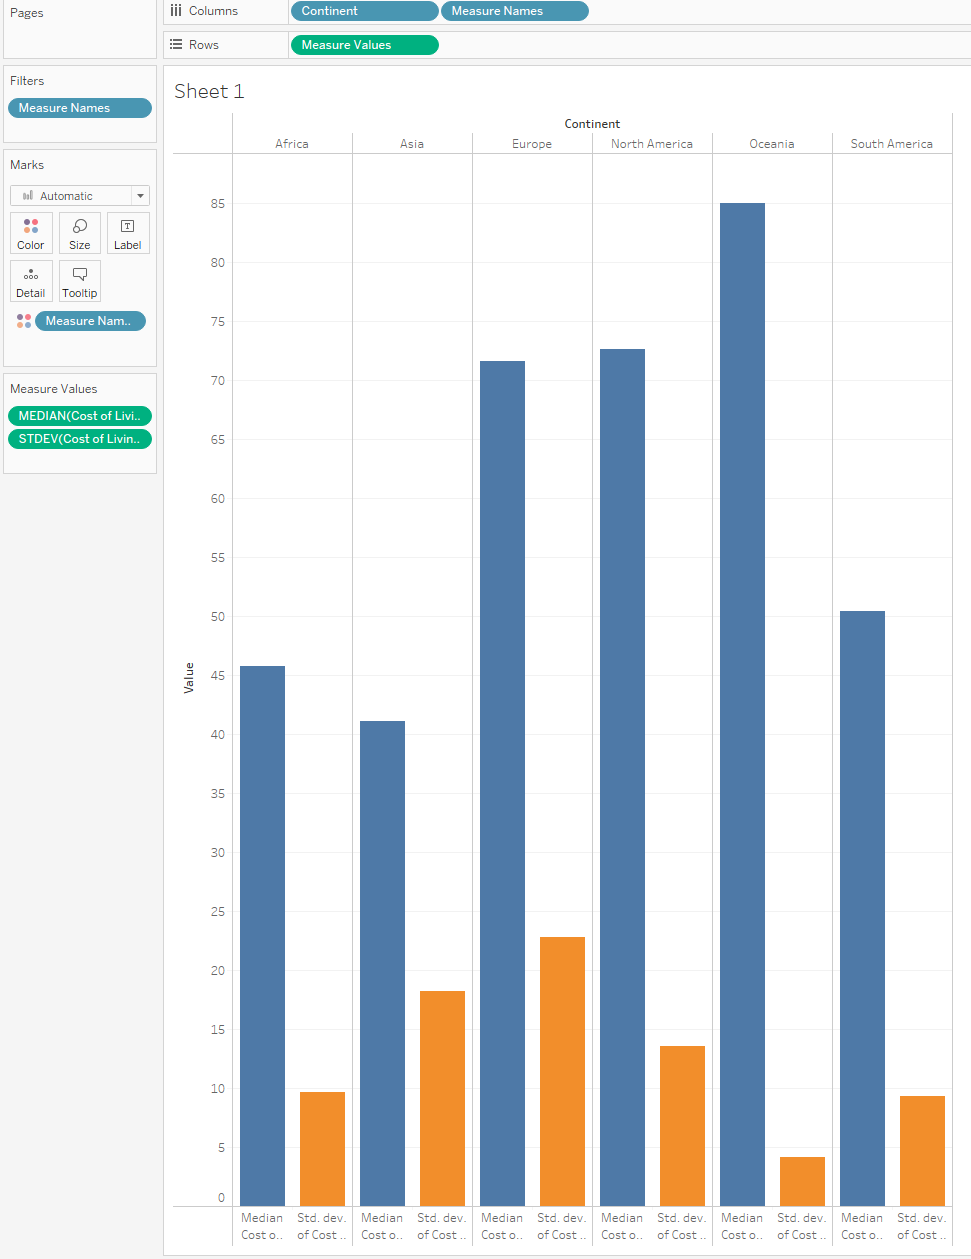 Pages
Columns
Continent
Measure Names
Rows
Measure Values
Filters
Measure Names
Marks
Automatic
Color
Size
Label
Detail
Tooltip
Measure Nam..
Measure Values
MEDIAN(Cost of Livi..
STDEV(Cost of Livin..
Sheet 1
Continent
Africa
Asia
Europe
North America
Oceania
South America
85
80
75
70
65
60
55
50
45
40
35
30
25
20
15
10
5
0
Value
Median
Cost o..
Std. dev.
of Cost ..
Median
Cost o..
Std. dev.
of Cost ..
Median
Cost o..
Std. dev.
of Cost ..
Median
Cost o..
Std. dev.
of Cost ..
Median
Cost o..
Std. dev.
of Cost ..
Median
Cost o..
Std. dev.
of Cost ..